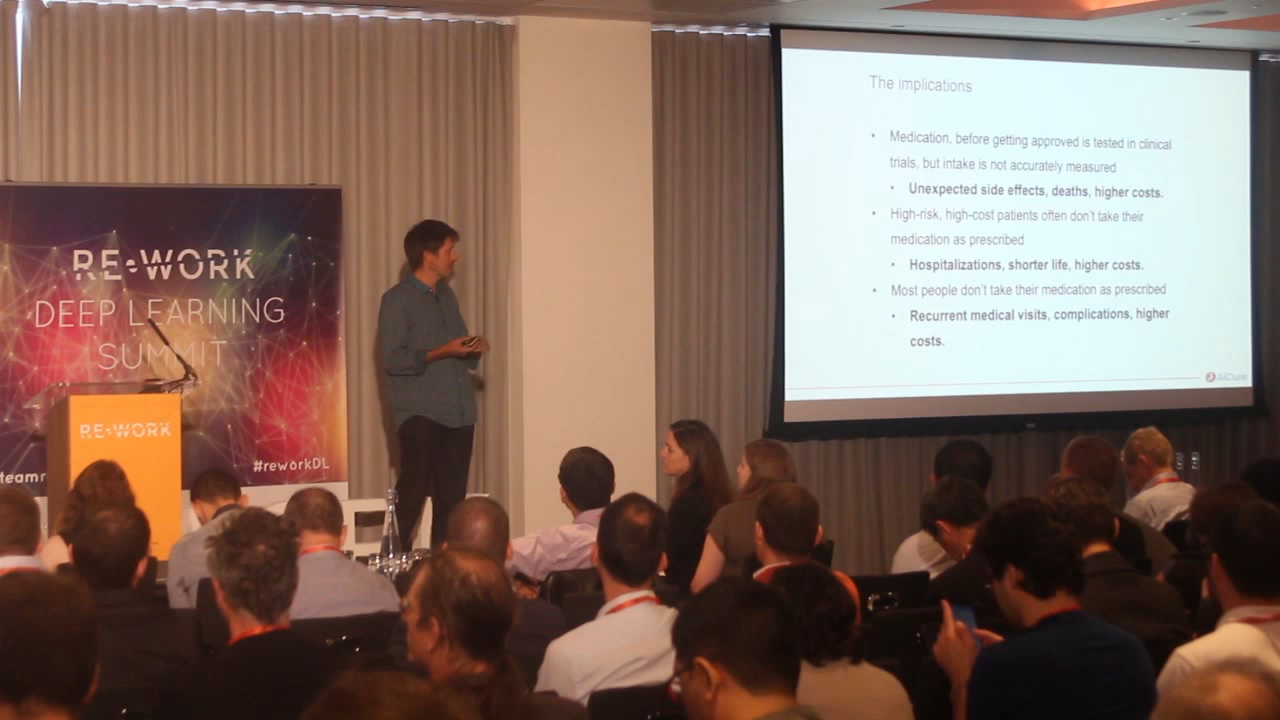 RE•WORK
DEEP LEARNING
SUMMIT
RE•WORK
#reworkDL
teamr
The implications
• Medication, before getting approved is tested in clinical
trials, but intake is not accurately measured
• Unexpected side effects, deaths, higher costs.
• High-risk, high-cost patients often don't take their
medication as prescribed
• Hospitalizations, shorter life, higher costs.
• Most people don't take their medication as prescribed
• Recurrent medical visits, complications, higher
costs.
AiCure